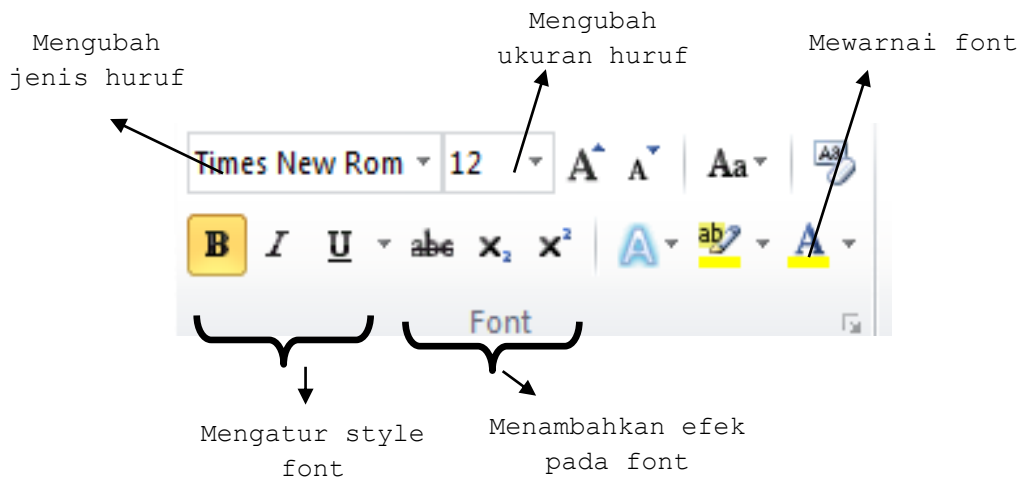 Mengubah
jenis huruf
Mengubah
ukuran huruf
Mewarnai font
Times New Rom 12 A A Aa Aa
B I U abc x₂ x² A ab A
Font
Mengatur style
font
Menambahkan efek
pada font